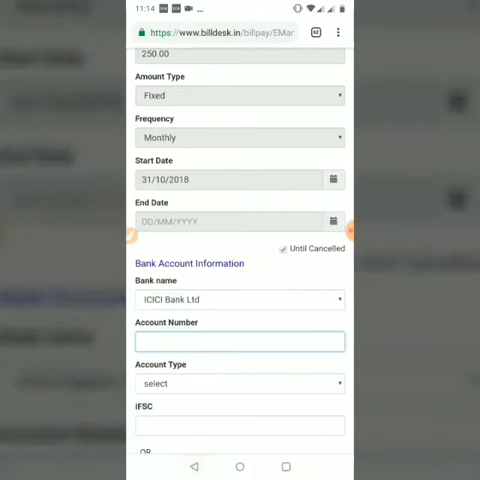 11:14 ...
https://www.billdesk.in/billpay/EMar
62
250.00
Amount Type
Fixed
Frequency
Monthly
Start Date
31/10/2018
End Date
DD/MM/YYYY
Until Cancelled
Bank Account Information
Bank name
ICICI Bank Ltd
Account Number
Account Type
select
IFSC
OR